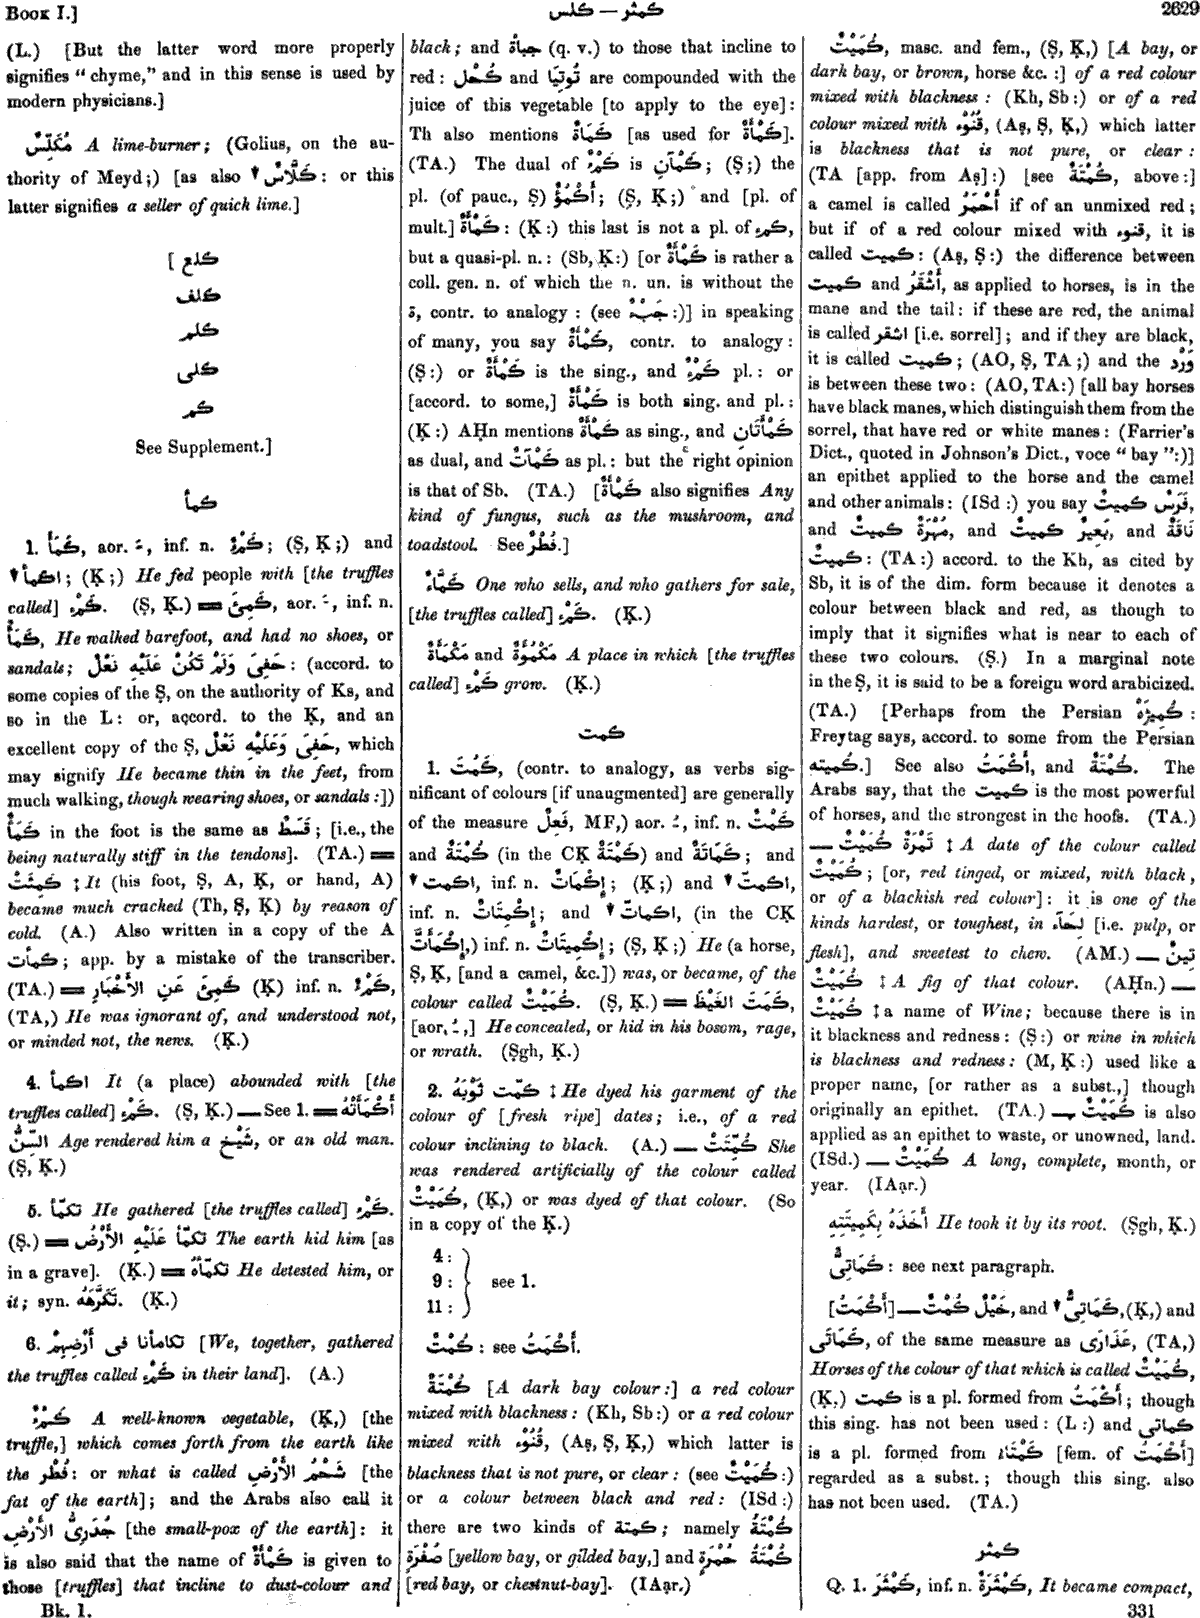 Book I.]
كمثر — كلس
2629
(L.) [But the latter word more properly
signifies “chyme,” and in this sense is used by
modern physicians.]
مُكَلِّسٌ A lime-burner; (Golius, on the au-
thority of Meyd;) [as also ▼ كَلَّاسٌ: or this
latter signifies a seller of quick lime.]
كلع ]
كلف
كلم
كلى
كم
See Supplement.]
كمأ
1. كَمَأَ, aor. ـَ, inf. n. كَمْءٌ; (Ṣ, Ḳ;) and
▼ اكمأ; (Ḳ;) He fed people with [the truffles
called] كَمْء. (Ṣ, Ḳ.) ═ كَمِئَ, aor. ـَ, inf. n.
كَمَأٌ, He walked barefoot, and had no shoes, or
sandals; حَفِىَ وَلَمْ تَكُنْ عَلَيْهِ نَعْلٌ: (accord. to
some copies of the Ṣ, on the authority of Ks, and
so in the L: or, accord. to the Ḳ, and an
excellent copy of the Ṣ, حَفِىَ وَعَلَيْهِ نَعْلٌ, which
may signify He became thin in the feet, from
much walking, though wearing shoes, or sandals:])
كَمَأٌ in the foot is the same as قَسَطٌ; [i.e., the
being naturally stiff in the tendons]. (TA.) ═
كَمِئَتْ ‡ It (his foot, Ṣ, A, Ḳ, or hand, A)
became much cracked (Th, Ṣ, Ḳ) by reason of
cold. (A.) Also written in a copy of the A
كمأت; app. by a mistake of the transcriber.
(TA.) ═ كَمِئَ عَنِ الأَخْبَارِ (Ḳ) inf. n. كَمْءٌ,
(TA,) He was ignorant of, and understood not,
or minded not, the news. (Ḳ.)
4. اكمأ It (a place) abounded with [the
truffles called] كَمْء. (Ṣ, Ḳ.) — See 1. ═ أَكْمَأَتْهُ
السِّنُّ Age rendered him a شَيْخ, or an old man.
(Ṣ, Ḳ.)
5. تكمّأ He gathered [the truffles called] كَمْء.
(Ṣ.) ═ تكمّأ عَلَيْهِ الأَرْضُ The earth hid him [as
in a grave]. (Ḳ.) ═ تكمّأهُ He detested him, or
it; syn. تَكَرَّهَهُ. (Ḳ.)
6. تكامأنا فى أَرْضِهِمْ [We, together, gathered
the truffles called كَمْء in their land]. (A.)
كَمْءٌ A well-known vegetable, (Ḳ,) [the
truffle,] which comes forth from the earth like
the فُطْر: or what is called شَحْمُ الأَرْضِ [the
fat of the earth]; and the Arabs also call it
جُدَرِىُّ الأَرْضِ [the small-pox of the earth]: it
is also said that the name of كَمْأَةٌ is given to
those [truffles] that incline to dust-colour and
Bk. I.
black; and جِبأَة (q. v.) to those that incline to
red: كُحْل and تُوتِيَا are compounded with the
juice of this vegetable [to apply to the eye]:
Th also mentions كَمَاةٌ [as used for كَمْأَةٌ].
(TA.) The dual of كَمْءٌ is كَمْآنِ; (Ṣ;) the
pl. (of pauc., Ṣ) أَكْمُؤٌ; (Ṣ, Ḳ;) and [pl. of
mult.] كَمْأَةٌ: (Ḳ:) this last is not a pl. of كمء,
but a quasi-pl. n.: (Sb, Ḳ:) [or كَمْأَةٌ is rather a
coll. gen. n. of which the n. un. is without the
ة, contr. to analogy: (see جَبْءٌ:)] in speaking
of many, you say كَمْأَةٌ, contr. to analogy:
(Ṣ:) or كَمْأَةٌ is the sing., and كَمْءٌ pl.: or
[accord. to some,] كَمْأَةٌ is both sing. and pl.:
(Ḳ:) AḤn mentions كَمْأَةٌ as sing., and كَمْأَتَانِ
as dual, and كَمْآتٌ as pl.: but the right opinion
is that of Sb. (TA.) [كَمْأَةٌ also signifies Any
kind of fungus, such as the mushroom, and
toadstool. See فُطْرٌ.]
كَمَّاءٌ One who sells, and who gathers for sale,
[the truffles called] كَمْء. (Ḳ.)
مَكْمَأَةٌ and مَكْمُؤَةٌ A place in which [the truffles
called] كَمْء grow. (Ḳ.)
كمت
1. كَمُتَ, (contr. to analogy, as verbs sig-
nificant of colours [if unaugmented] are generally
of the measure فَعِلٌ, MF,) aor. ـُ, inf. n. كَمْتٌ
and كُمْتَةٌ (in the CḲ كَمْتَةٌ) and كَمَاتَةٌ; and
▼ اكمت, inf. n. إِكْمَاتٌ; (Ḳ;) and ▼ اكمتّ,
inf. n. إِكْمِتَاتٌ; and ▼ اكماتّ, (in the CḲ
إِكْمَأَتَّ,) inf. n. إِكْمِيتَاتٌ; (Ṣ, Ḳ;) He (a horse,
Ṣ, Ḳ, [and a camel, &c.]) was, or became, of the
colour called كُمَيْتٌ. (Ṣ, Ḳ.) ═ كَمَتَ الغَيْظَ,
[aor. ـُ,] He concealed, or hid in his bosom, rage,
or wrath. (Ṣgh, Ḳ.)
2. كمّت ثَوْبَهُ ‡ He dyed his garment of the
colour of [fresh ripe] dates; i.e., of a red
colour inclining to black. (A.) — كُمِّتَتْ She
was rendered artificially of the colour called
كُمَيْتٌ, (Ḳ,) or was dyed of that colour. (So
in a copy of the Ḳ.)
4:
9: } see 1.
11:
كُمْتٌ: see أَكْمَتُ.
كُمْتَةٌ [A dark bay colour:] a red colour
mixed with blackness: (Kh, Sb:) or a red colour
mixed with قُنُوْء, (Aṣ, Ṣ, Ḳ,) which latter is
blackness that is not pure, or clear: (see كُمَيْتٌ:)
or a colour between black and red: (ISd:)
there are two kinds of كمتة; namely كُمْتَةُ
صُفْرَةٍ [yellow bay, or gilded bay,] and كُمْتَةُ حُمْرَةٍ
[red bay, or chestnut-bay]. (IAạr.)
كُمَيْتٌ, masc. and fem., (Ṣ, Ḳ,) [A bay, or
dark bay, or brown, horse &c.:] of a red colour
mixed with blackness: (Kh, Sb:) or of a red
colour mixed with قُنُوْء, (Aṣ, Ṣ, Ḳ,) which latter
is blackness that is not pure, or clear:
(TA [app. from Aṣ]:) [see كُمْتَةٌ, above:]
a camel is called أَحْمَرُ if of an unmixed red;
but if of a red colour mixed with قنوء, it is
called كميت: (Aṣ, Ṣ:) the difference between
كميت and أَشْقَرُ, as applied to horses, is in the
mane and the tail: if these are red, the animal
is called اشقر [i.e. sorrel]; and if they are black,
it is called كميت; (AO, Ṣ, TA;) and the وَرْد
is between these two: (AO, TA:) [all bay horses
have black manes, which distinguish them from the
sorrel, that have red or white manes: (Farrier’s
Dict., quoted in Johnson’s Dict., voce “bay”:)]
an epithet applied to the horse and the camel
and other animals: (ISd:) you say فَرَسٌ كميتٌ,
and مُهْرَةٌ كميتٌ, and بَعِيرٌ كميتٌ, and نَاقَةٌ
كميتٌ: (TA:) accord. to the Kh, as cited by
Sb, it is of the dim. form because it denotes a
colour between black and red, as though to
imply that it signifies what is near to each of
these two colours. (Ṣ.) In a marginal note
in the Ṣ, it is said to be a foreign word arabicized.
(TA.) [Perhaps from the Persian كُمِيزَه:
Freytag says, accord. to some from the Persian
كميته.] See also أَكْمَتُ, and كُمْتَةٌ. The
Arabs say, that the كميت is the most powerful
of horses, and the strongest in the hoofs. (TA.)
— تَمْرَةٌ كُمَيْتٌ ‡ A date of the colour called
كُمَيْتٌ; [or, red tinged, or mixed, with black,
or of a blackish red colour]: it is one of the
kinds hardest, or toughest, in لِحَآء [i.e. pulp, or
flesh], and sweetest to chew. (AM.) — تِينٌ
كُمَيْتٌ ‡ A fig of that colour. (AḤn.) —
كُمَيْتٌ ‡ a name of Wine; because there is in
it blackness and redness: (Ṣ:) or wine in which
is blackness and redness: (M, Ḳ:) used like a
proper name, [or rather as a subst.,] though
originally an epithet. (TA.) — كُمَيْتٌ is also
applied as an epithet to waste, or unowned, land.
(ISd.) — كُمَيْتٌ A long, complete, month, or
year. (IAạr.)
أَخَذَهُ بِكَمِيتَتِهِ He took it by its root. (Ṣgh, Ḳ.)
كَمَاتِىٌّ: see next paragraph.
[أَكْمَتُ] — خَيْلٌ كُمْتٌ, and ▼ كَمَاتِىٌّ, (Ḳ,) and
كَمَاتَى, of the same measure as عَذَارَى, (TA,)
Horses of the colour of that which is called كُمَيْتٌ,
(Ḳ,) كمت is a pl. formed from أَكْمَتُ; though
this sing. has not been used: (L:) and كماتى
is a pl. formed from كَمْتَاءُ [fem. of أَكْمَتُ]
regarded as a subst.; though this sing. also
has not been used. (TA.)
كمثر
Q. 1. كَمْثَرَ, inf. n. كَمْثَرَةٌ, It became compact,
331